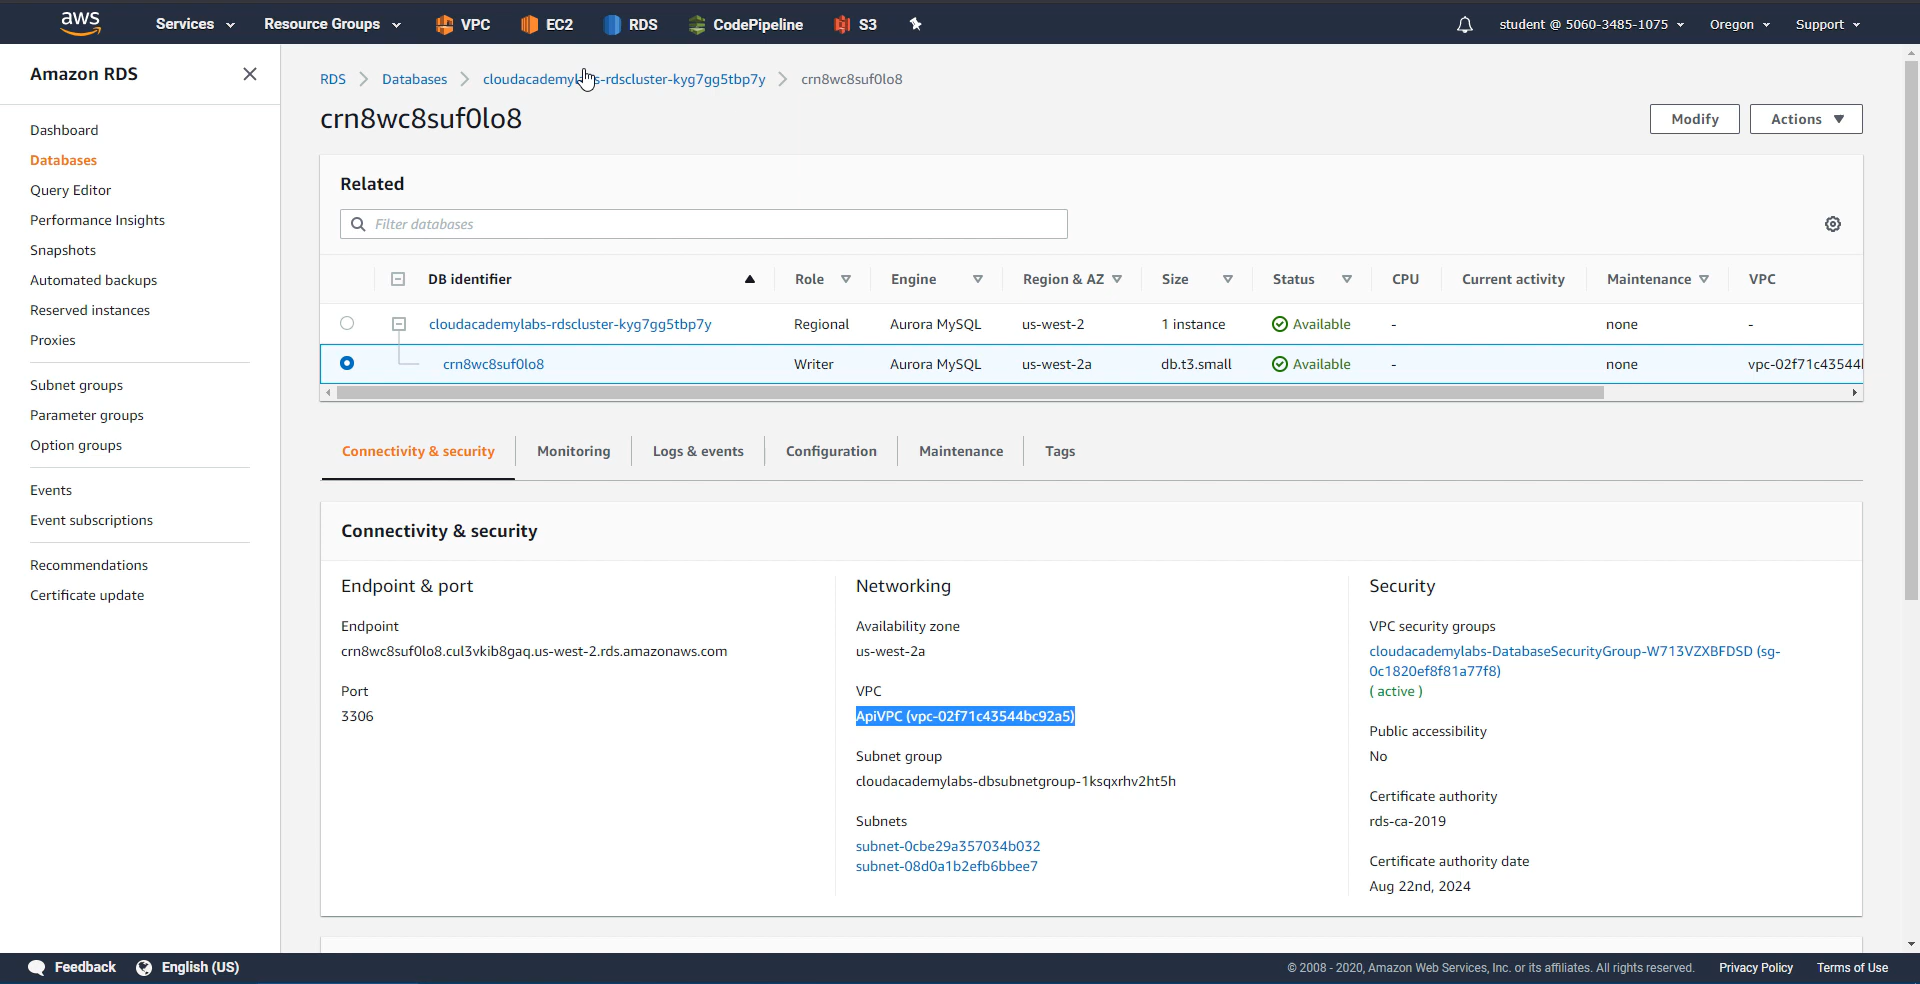 aws
Services
Resource Groups
VPC
EC2
RDS
CodePipeline
S3
student @ 5060-3485-1075
Oregon
Support
Amazon RDS
Dashboard
Databases
Query Editor
Performance Insights
Snapshots
Automated backups
Reserved instances
Proxies
Subnet groups
Parameter groups
Option groups
Events
Event subscriptions
Recommendations
Certificate update
RDS
Databases
cloudacademylabs-rdscluster-kyg7gg5tbp7y
crn8wc8suf0lo8
crn8wc8suf0lo8
Modify
Actions
Related
Filter databases
DB identifier Role Engine Region & AZ Size Status CPU Current activity Maintenance VPC
cloudacademylabs-rdscluster-kyg7gg5tbp7y Regional Aurora MySQL us-west-2 1 instance Available - none -
crn8wc8suf0lo8 Writer Aurora MySQL us-west-2a db.t3.small Available - none vpc-02f71c43544
Connectivity & security
Monitoring
Logs & events
Configuration
Maintenance
Tags
Connectivity & security
Endpoint & port
Endpoint
crn8wc8suf0lo8.cul3vkib8gaq.us-west-2.rds.amazonaws.com
Port
3306
Networking
Availability zone
us-west-2a
VPC
ApiVPC (vpc-02f71c43544bc92a5)
Subnet group
cloudacademylabs-dbsubnetgroup-1ksqxrhv2ht5h
Subnets
subnet-0cbe29a357034b032
subnet-08d0a1b2efb6bbee7
Security
VPC security groups
cloudacademylabs-DatabaseSecurityGroup-W713VZXBFDSD (sg-
0c1820ef8f81a77f8)
( active )
Public accessibility
No
Certificate authority
rds-ca-2019
Certificate authority date
Aug 22nd, 2024
Feedback
English (US)
© 2008 - 2020, Amazon Web Services, Inc. or its affiliates. All rights reserved.
Privacy Policy
Terms of Use